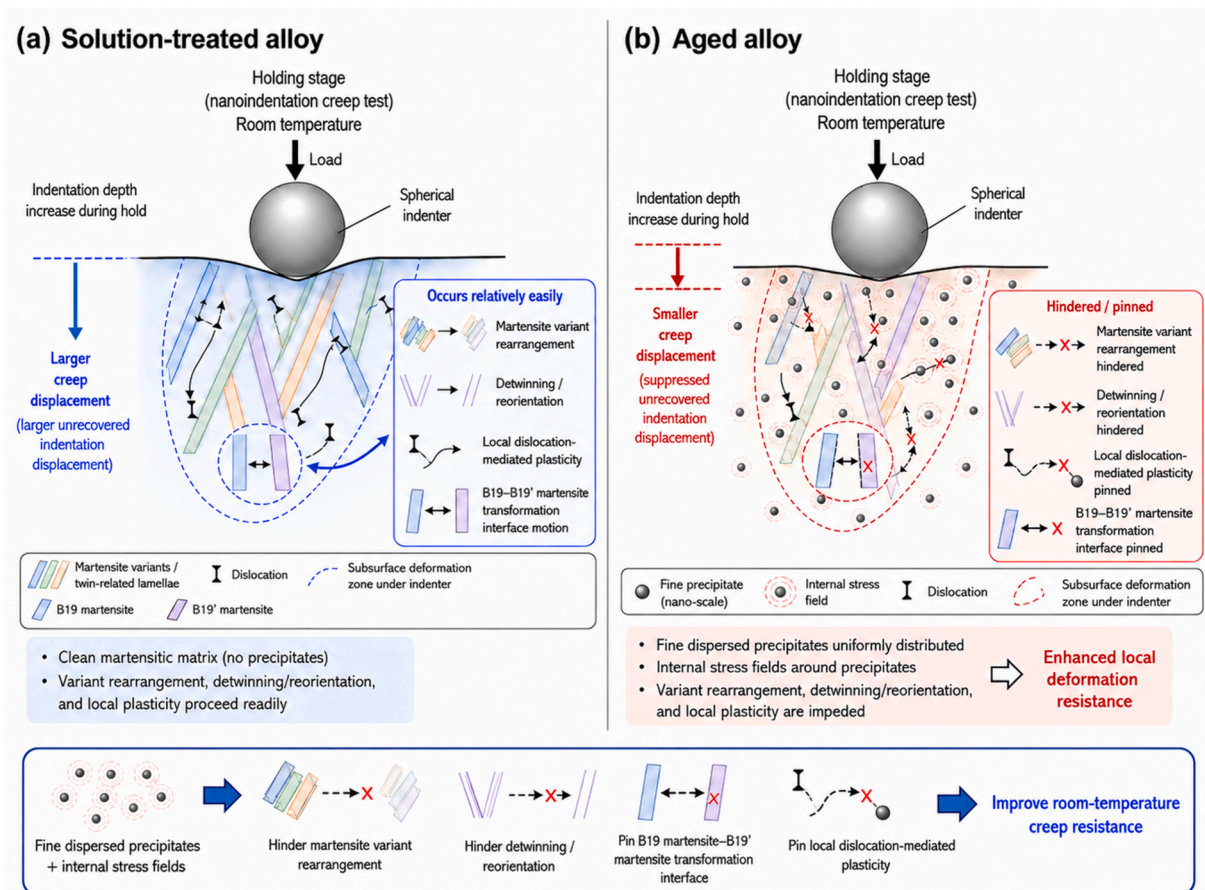 (a) Solution-treated alloy
Holding stage
(nanoindentation creep test)
Room temperature
Load
Indentation depth
increase during hold
Spherical
indenter
Larger
creep
displacement
(larger unrecovered
indentation
displacement)
Occurs relatively easily
Martensite variant
rearrangement
Detwinning /
reorientation
Local dislocation-
mediated plasticity
B19–B19' martensite
transformation
interface motion
Martensite variants /
twin-related lamellae
Dislocation
Subsurface deformation
zone under indenter
B19 martensite
B19' martensite
• Clean martensitic matrix (no precipitates)
• Variant rearrangement, detwinning/reorientation,
and local plasticity proceed readily
(b) Aged alloy
Holding stage
(nanoindentation creep test)
Room temperature
Load
Indentation depth
increase during hold
Spherical
indenter
Smaller
creep
displacement
(suppressed
unrecovered
indentation
displacement)
Hindered / pinned
Martensite variant
rearrangement
hindered
Detwinning /
reorientation
hindered
Local dislocation-
mediated plasticity
pinned
B19–B19' martensite
transformation
interface pinned
Fine precipitate
(nano-scale)
Internal stress
field
Dislocation
Subsurface deformation
zone under indenter
• Fine dispersed precipitates uniformly distributed
• Internal stress fields around precipitates
• Variant rearrangement, detwinning/reorientation,
and local plasticity are impeded
Enhanced local
deformation
resistance
Fine dispersed precipitates
+ internal stress fields
Hinder martensite variant
rearrangement
Hinder detwinning /
reorientation
Pin B19 martensite–B19'
martensite transformation
interface
Pin local dislocation-mediated
plasticity
Improve room-temperature
creep resistance